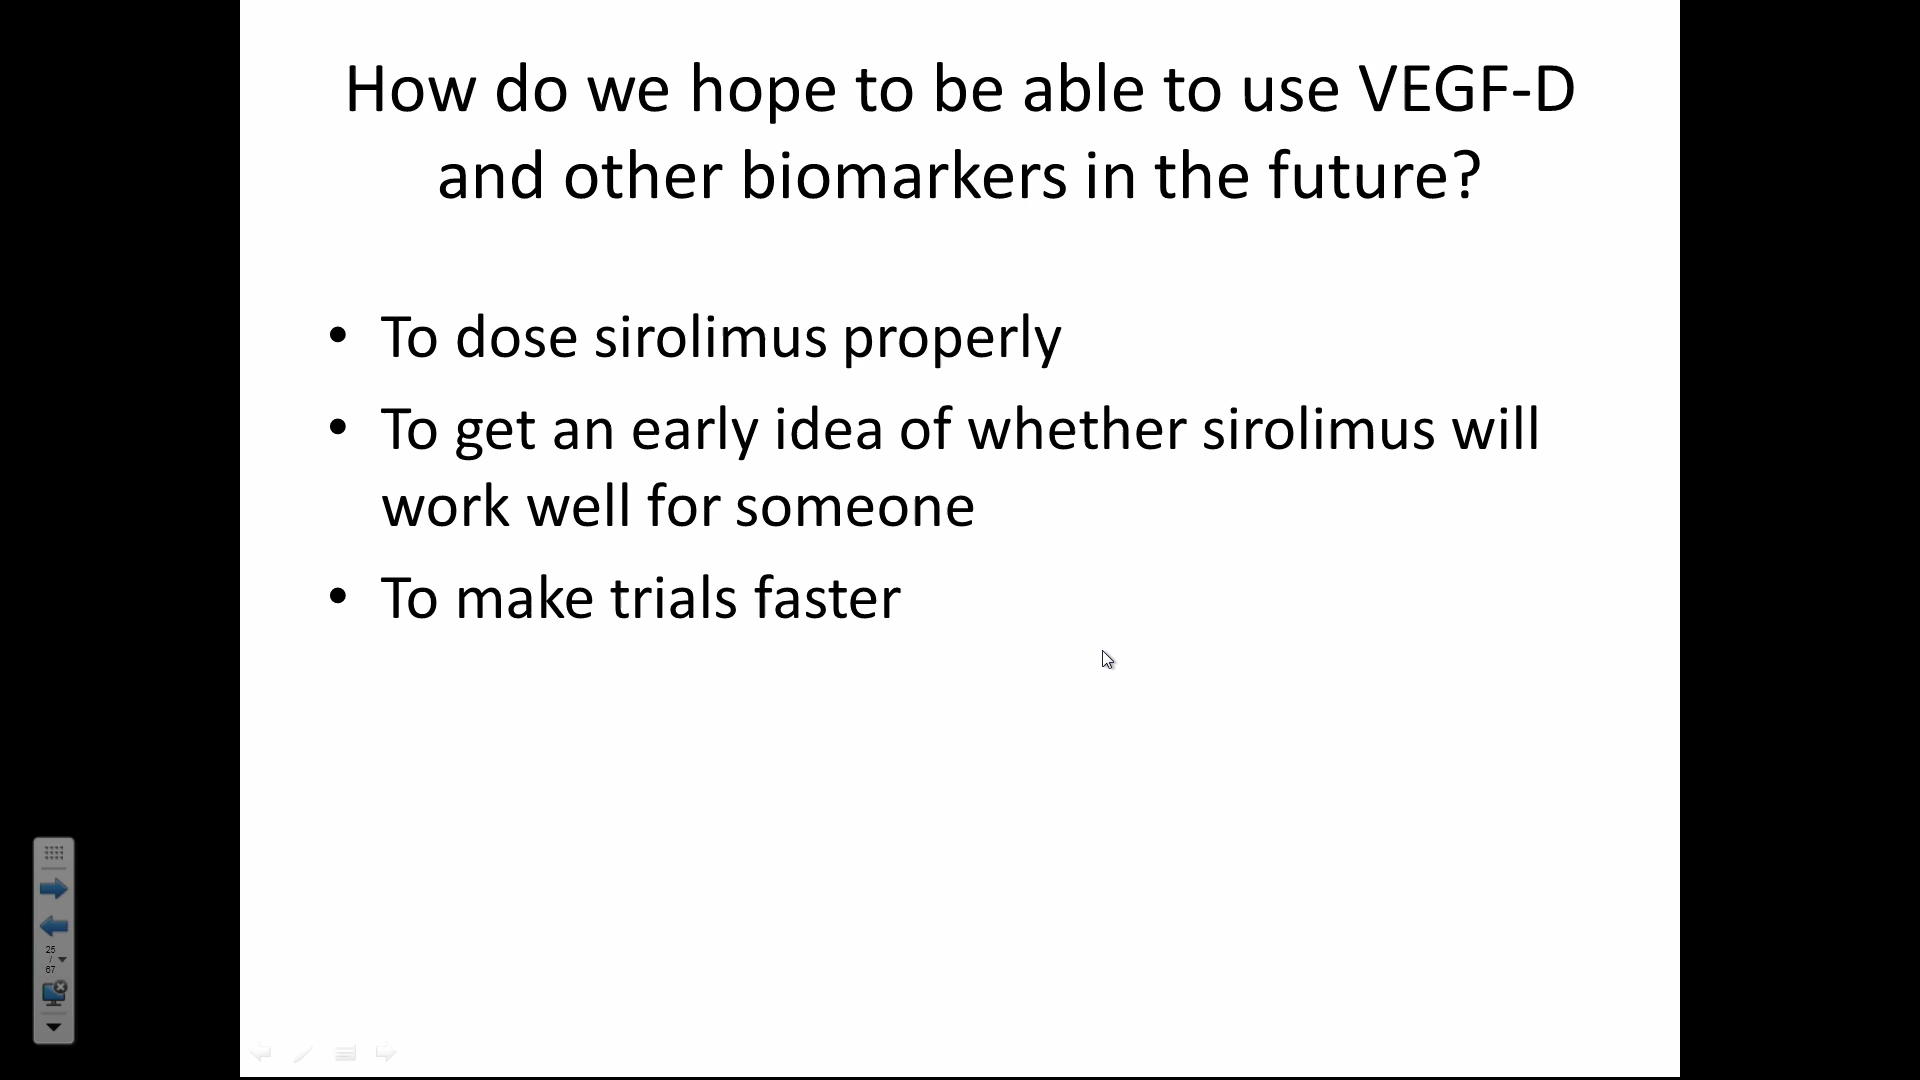 How do we hope to be able to use VEGF-D
and other biomarkers in the future?
• To dose sirolimus properly
• To get an early idea of whether sirolimus will
work well for someone
• To make trials faster
25
/
67